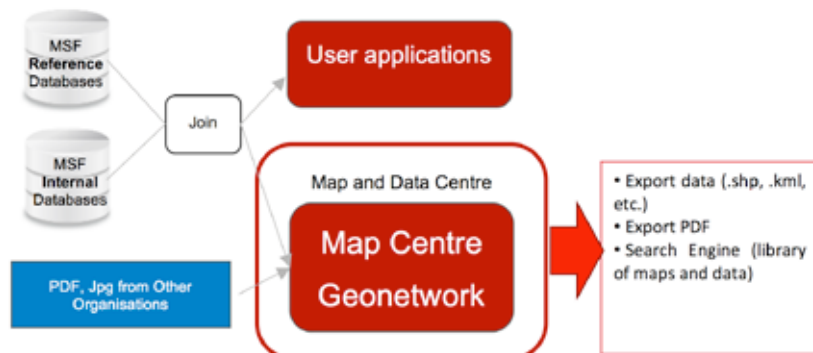 MSF
Reference
Databases
MSF
Internal
Databases
PDF, Jpg from Other
Organisations
Join
User applications
Map and Data Centre
Map Centre
Geonetwork
• Export data (.shp, .kml,
etc.)
• Export PDF
• Search Engine (library
of maps and data)